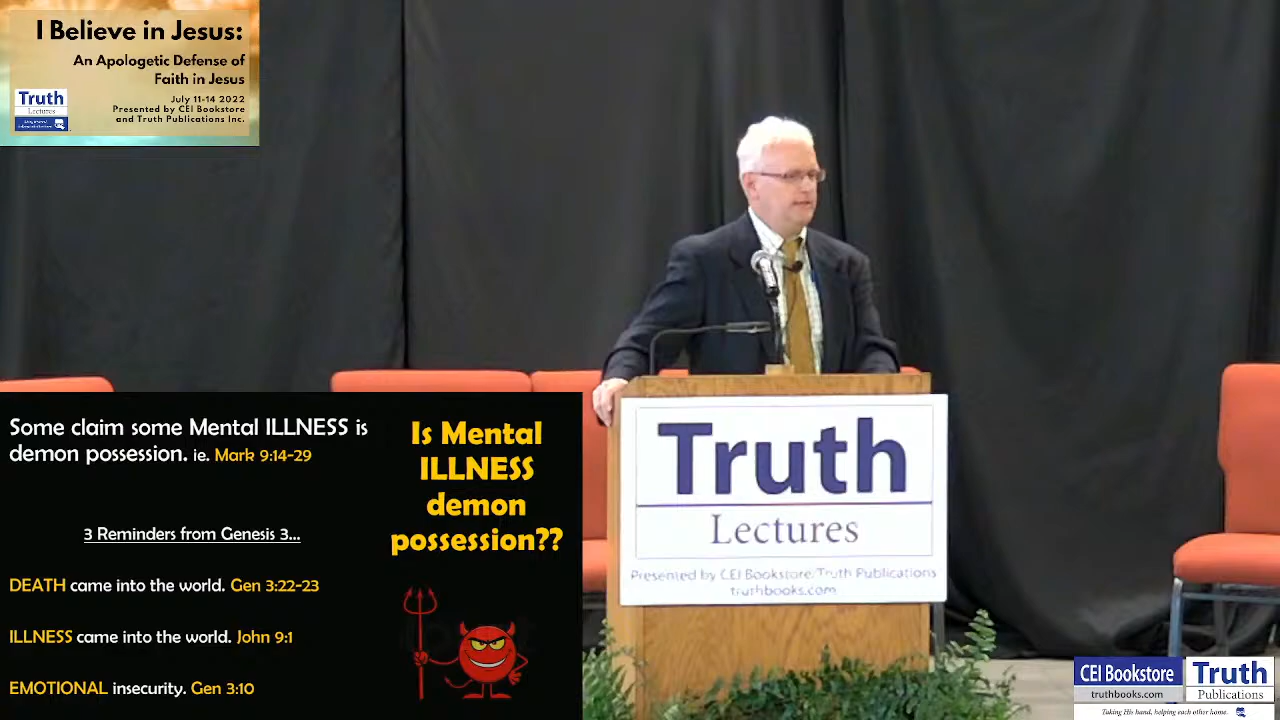 I Believe in Jesus:
An Apologetic Defense of
Faith in Jesus
Truth
Lectures
July 11-14 2022
Presented by CEI Bookstore
and Truth Publications Inc.
Some claim some Mental ILLNESS is
demon possession. ie. Mark 9:14-29
3 Reminders from Genesis 3...
DEATH came into the world. Gen 3:22-23
ILLNESS came into the world. John 9:1
EMOTIONAL insecurity. Gen 3:10
Is Mental
ILLNESS
demon
possession??
Truth
Lectures
Presented by CEI Bookstore/Truth Publications
truthbooks.com
CEI Bookstore
truthbooks.com
Truth
Publications
Taking His hand, helping each other home.